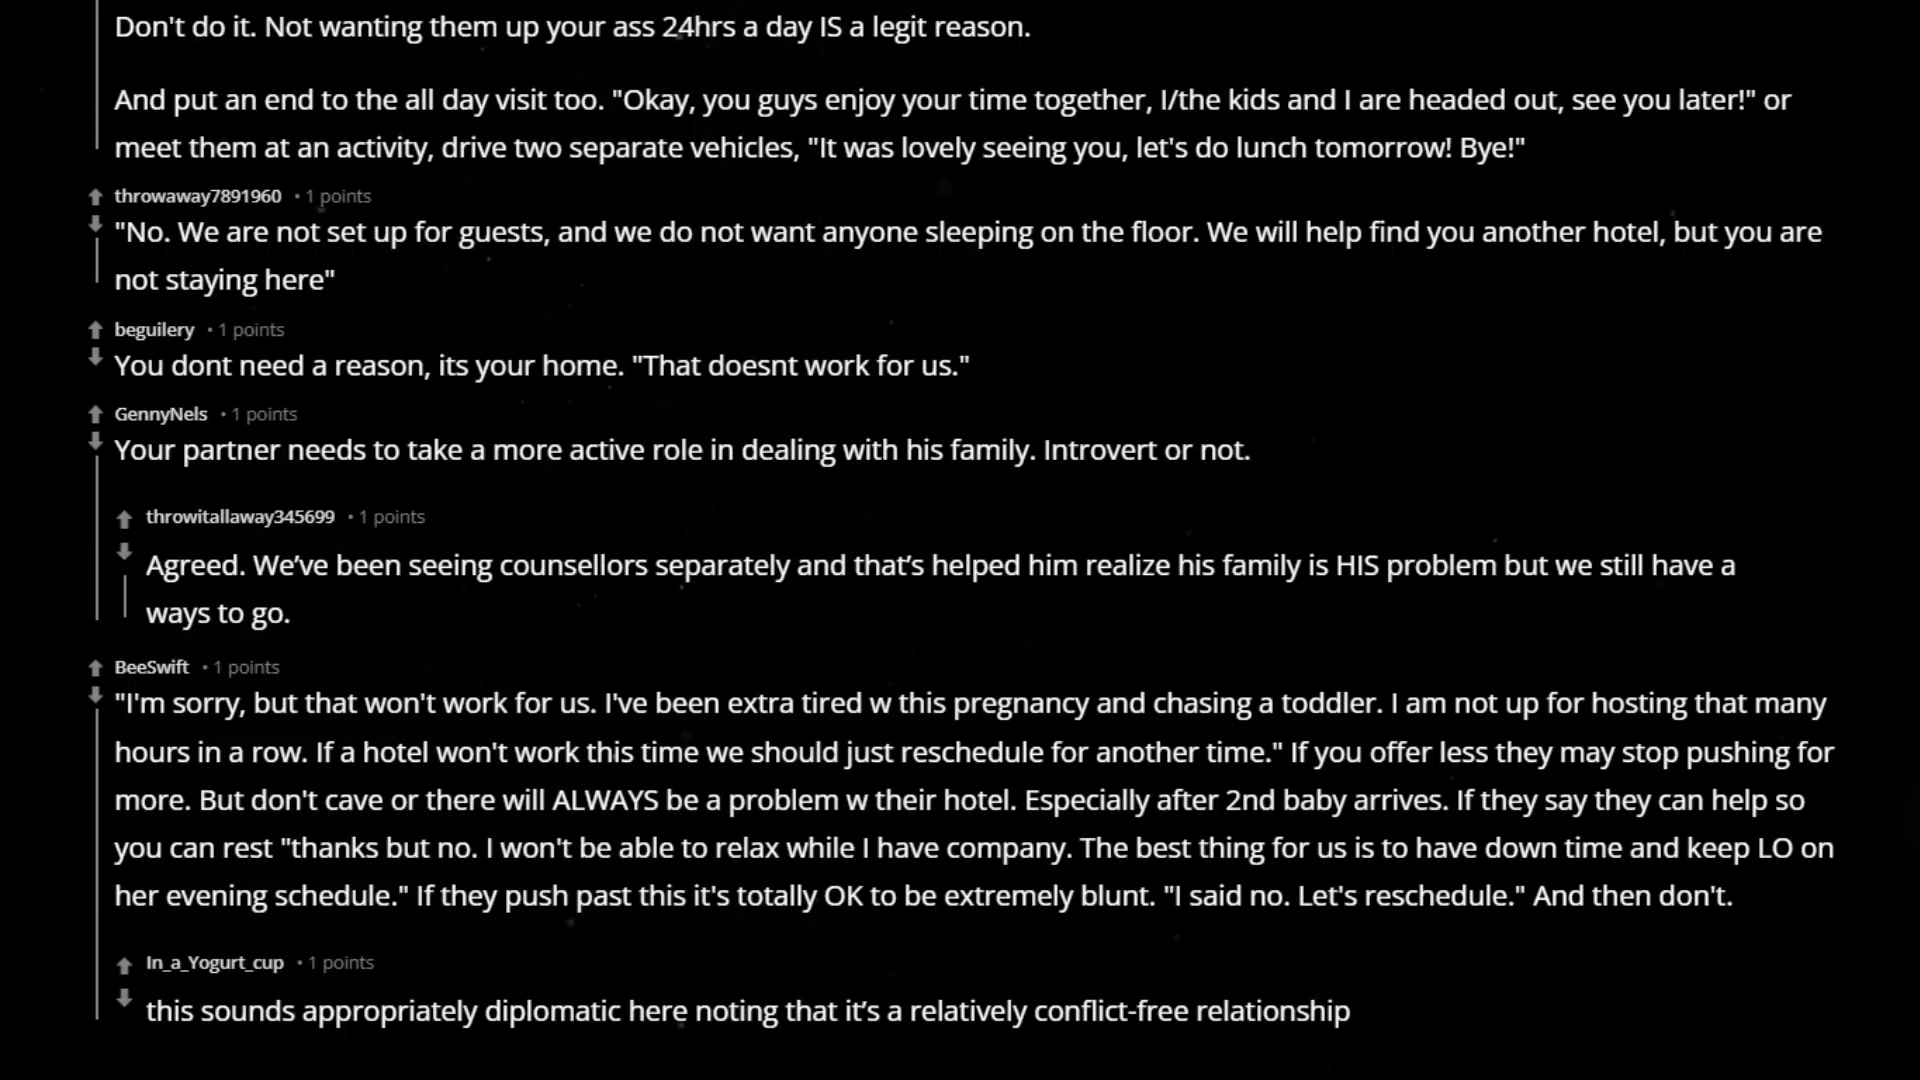 Don't do it. Not wanting them up your ass 24hrs a day IS a legit reason.
And put an end to the all day visit too. "Okay, you guys enjoy your time together, I/the kids and I are headed out, see you later!" or
meet them at an activity, drive two separate vehicles, "It was lovely seeing you, let's do lunch tomorrow! Bye!"
throwaway7891960 • 1 points
"No. We are not set up for guests, and we do not want anyone sleeping on the floor. We will help find you another hotel, but you are
not staying here"
beguilery • 1 points
You dont need a reason, its your home. "That doesnt work for us."
GennyNels • 1 points
Your partner needs to take a more active role in dealing with his family. Introvert or not.
throwitallaway345699 • 1 points
Agreed. We’ve been seeing counsellors separately and that’s helped him realize his family is HIS problem but we still have a
ways to go.
BeeSwift • 1 points
"I'm sorry, but that won't work for us. I've been extra tired w this pregnancy and chasing a toddler. I am not up for hosting that many
hours in a row. If a hotel won't work this time we should just reschedule for another time." If you offer less they may stop pushing for
more. But don't cave or there will ALWAYS be a problem w their hotel. Especially after 2nd baby arrives. If they say they can help so
you can rest "thanks but no. I won't be able to relax while I have company. The best thing for us is to have down time and keep LO on
her evening schedule." If they push past this it's totally OK to be extremely blunt. "I said no. Let's reschedule." And then don't.
In_a_Yogurt_cup • 1 points
this sounds appropriately diplomatic here noting that it’s a relatively conflict-free relationship